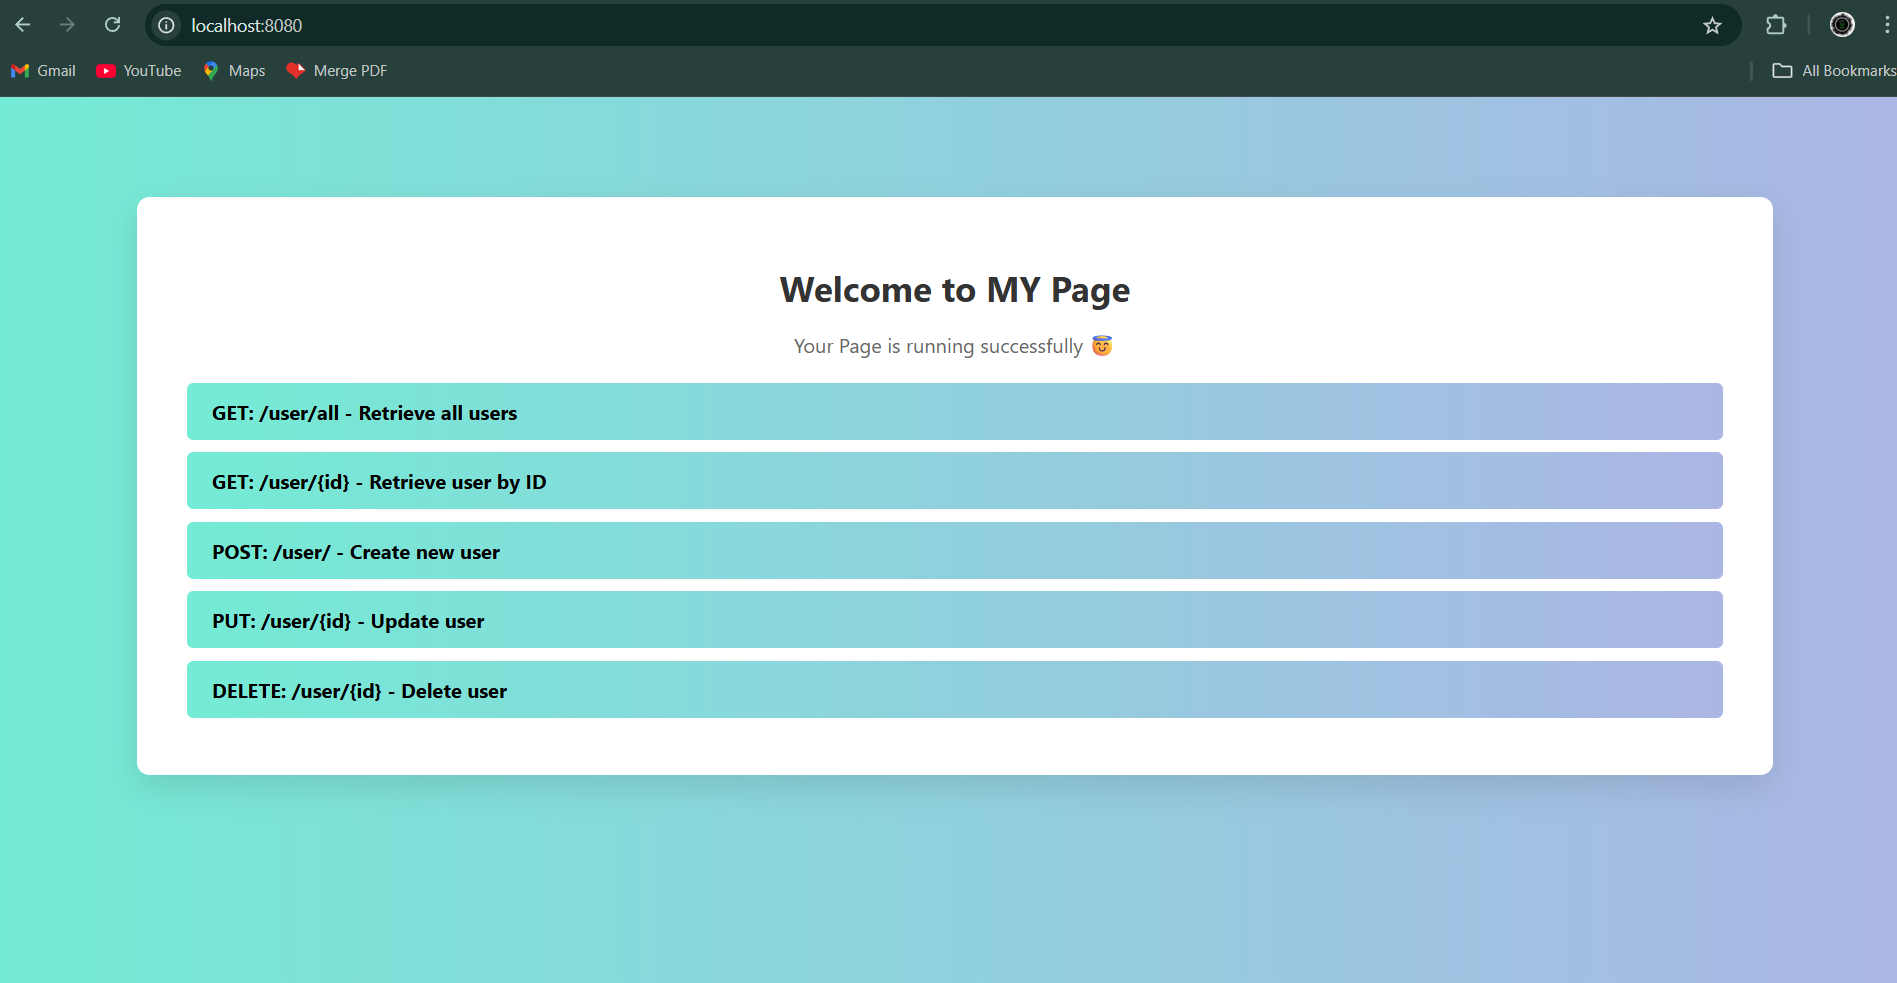 localhost:8080
Gmail YouTube Maps Merge PDF All Bookmarks
Welcome to MY Page
Your Page is running successfully 😇
GET: /user/all - Retrieve all users
GET: /user/{id} - Retrieve user by ID
POST: /user/ - Create new user
PUT: /user/{id} - Update user
DELETE: /user/{id} - Delete user